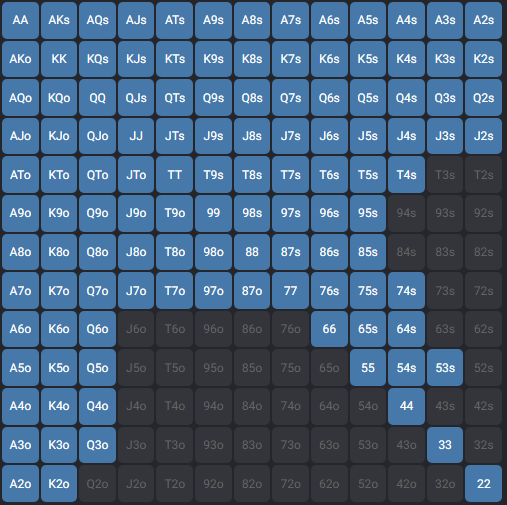 AA AKs AQs AJs ATs A9s A8s A7s A6s A5s A4s A3s A2s
AKo KK KQs KJs KTs K9s K8s K7s K6s K5s K4s K3s K2s
AQo KQo QQ QJs QTs Q9s Q8s Q7s Q6s Q5s Q4s Q3s Q2s
AJo KJo QJo JJ JTs J9s J8s J7s J6s J5s J4s J3s J2s
ATo KTo QTo JTo TT T9s T8s T7s T6s T5s T4s T3s T2s
A9o K9o Q9o J9o T9o 99 98s 97s 96s 95s 94s 93s 92s
A8o K8o Q8o J8o T8o 98o 88 87s 86s 85s 84s 83s 82s
A7o K7o Q7o J7o T7o 97o 87o 77 76s 75s 74s 73s 72s
A6o K6o Q6o J6o T6o 96o 86o 76o 66 65s 64s 63s 62s
A5o K5o Q5o J5o T5o 95o 85o 75o 65o 55 54s 53s 52s
A4o K4o Q4o J4o T4o 94o 84o 74o 64o 54o 44 43s 42s
A3o K3o Q3o J3o T3o 93o 83o 73o 63o 53o 43o 33 32s
A2o K2o Q2o J2o T2o 92o 82o 72o 62o 52o 42o 32o 22